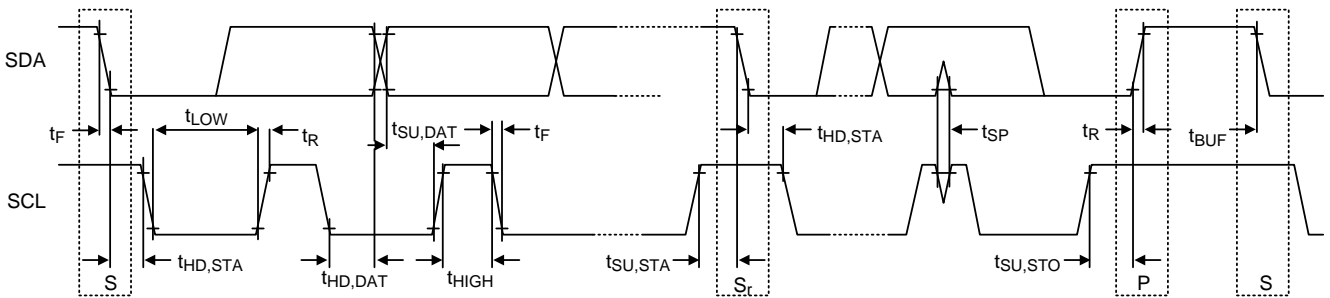 SDA
t_F
t_LOW
t_R
t_SU,DAT
t_F
t_HD,STA
t_SP
t_R
t_BUF
SCL
t_HD,STA
t_HD,DAT
t_HIGH
t_SU,STA
t_SU,STO
S
S_r
P
S